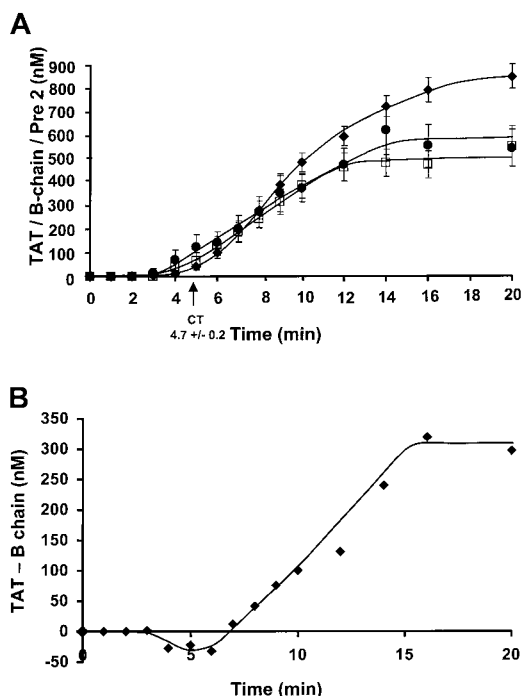 A
TAT / B-chain / Pre 2 (nM)
900
800
700
600
500
400
300
200
100
0
0 2 4 6 8 10 12 14 16 18 20
CT
4.7 +/- 0.2
Time (min)
B
TAT – B chain (nM)
350
300
250
200
150
100
50
0
-50
0 5 10 15 20
Time (min)